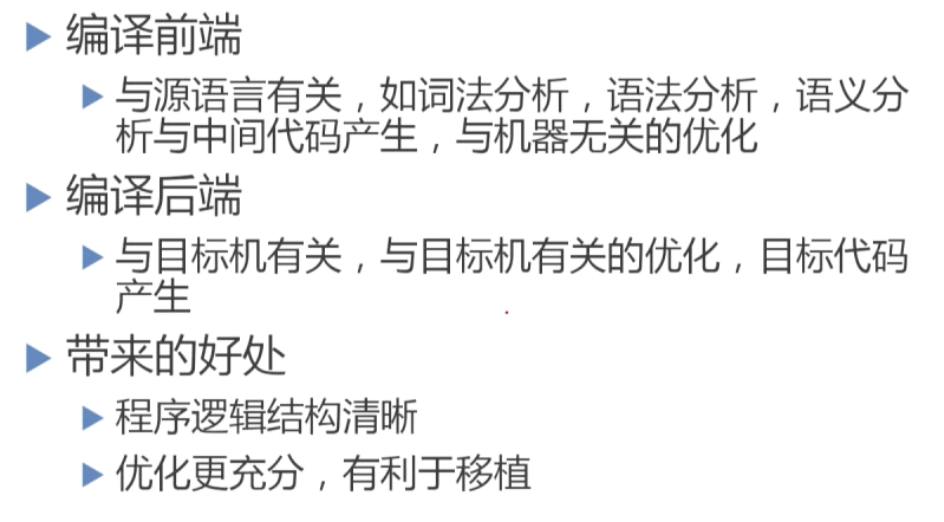 编译前端
与源语言有关，如词法分析，语法分析，语义分
析与中间代码产生，与机器无关的优化
编译后端
与目标机有关，与目标机有关的优化，目标代码
产生
带来的好处
程序逻辑结构清晰
优化更充分，有利于移植